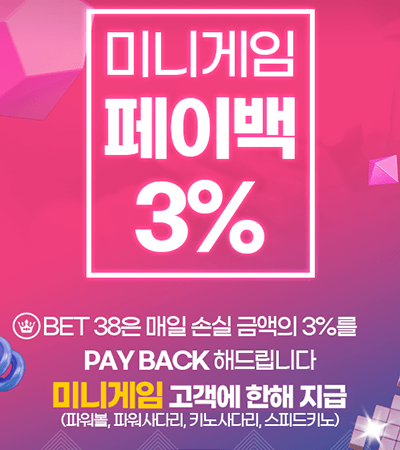 미니게임
페이백
3%
BET 38은 매일 손실 금액의 3%를
PAY BACK 해드립니다
미니게임 고객에 한해 지급
(파워볼, 파워사다리, 키노사다리, 스피드키노)